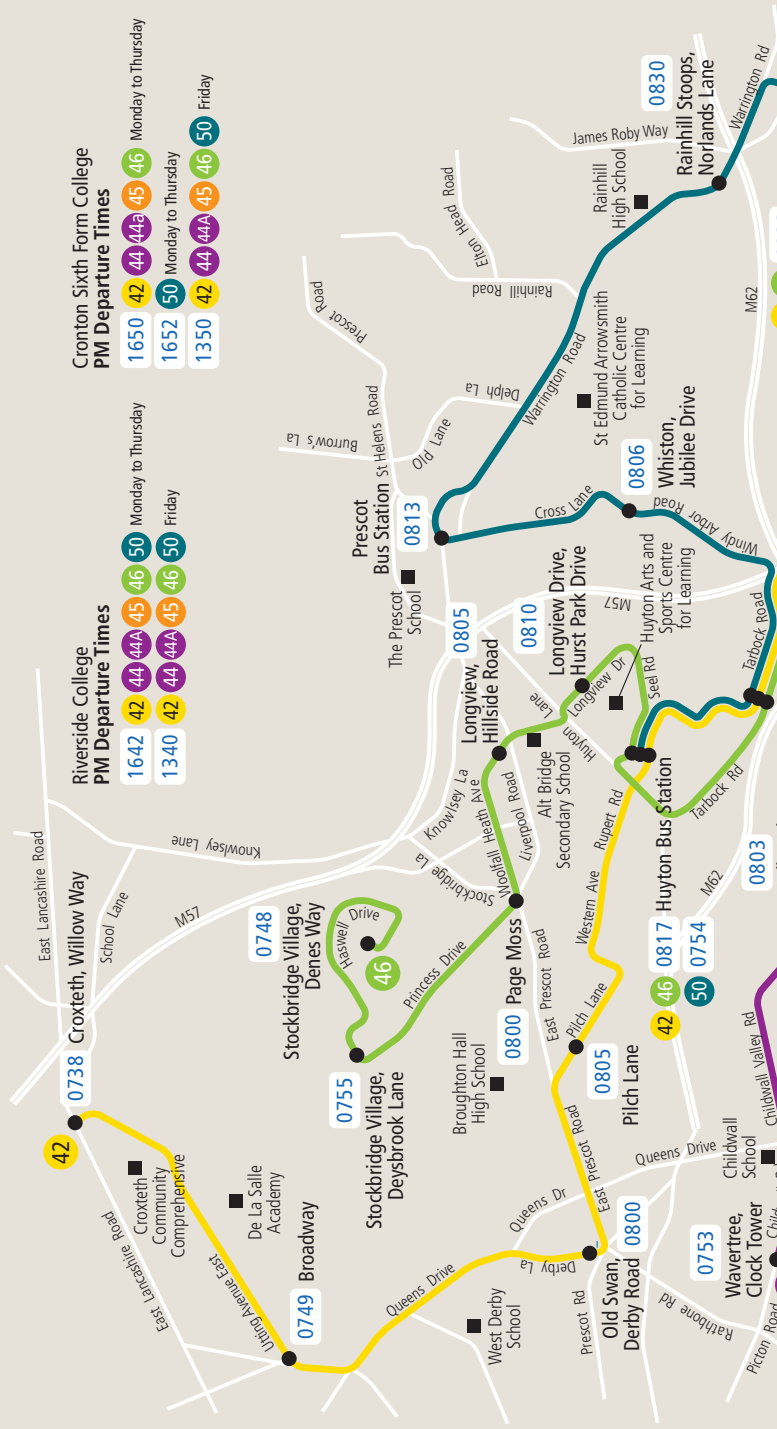 Riverside College
PM Departure Times
1642 42 44 44A 45 46 50 Monday to Thursday
1340 42 44 44A 45 46 50 Friday
Cronton Sixth Form College
PM Departure Times
1650 42 44 44a 45 46 Monday to Thursday
1652 50 Monday to Thursday
1350 42 44 44A 45 46 50 Friday
42
0738 Croxteth, Willow Way
East Lancashire Road
School Lane
M57
Knowsley Lane
East Lancashire Road
Croxteth
Community
Comprehensive
De La Salle
Academy
Utting Avenue East
0749 Broadway
Queens Drive
West Derby
School
Derby La
Prescot Rd
Old Swan,
Derby Road 0800
Rathbone Rd
Queens Dr
East Prescot Road
Queens Drive
0748
Stockbridge Village,
Denes Way
Haswell
Drive
46
0755
Stockbridge Village,
Deysbrook Lane
Princess Drive
Broughton Hall
High School
0800 Page Moss
East Prescot Road
Stockbridge La
Knowsley La
Woolfall Heath Ave
Liverpool Road
Longview,
Hillside Road
0805
Alt Bridge
Secondary School
Huyton
Lane
0810
Longview Drive,
Hurst Park Drive
Longview Dr
Seel Rd
Huyton Arts and
Sports Centre
for Learning
M57
Pilch Lane
0805
Pilch Lane
Western Ave
Rupert Rd
42 46 0817 Huyton Bus Station
50 0754
Tarbock Rd
M62
0803
Tarbock Road
The Prescot
School
Prescot
Bus Station
0813
St Helens Road
Burrow's La
Prescot Road
Old Lane
Delph La
Warrington Road
Rainhill Road
Elton Head Road
Cross Lane
0806
Whiston,
Jubilee Drive
Windy Arbor Road
St Edmund Arrowsmith
Catholic Centre
for Learning
Rainhill
High School
James Roby Way
0830
Rainhill Stoops,
Norlands Lane
Warrington Rd
M62
0753
Wavertree,
Clock Tower
Picton Road
Childwall
School
Childwall Valley Rd